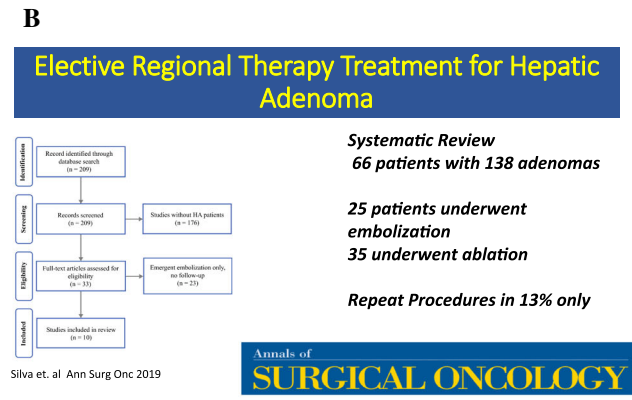 B
Elective Regional Therapy Treatment for Hepatic
Adenoma
Identification
Record identified through
database search
(n = 209)
Screening
Records screened
(n = 209)
Studies without HA patients
(n = 176)
Eligibility
Full-text articles assessed for
eligibility
(n = 33)
Emergent embolization only,
no follow-up
(n = 23)
Included
Studies included in review
(n = 10)
Silva et. al  Ann Surg Onc 2019
Systematic Review
66 patients with 138 adenomas
25 patients underwent
embolization
35 underwent ablation
Repeat Procedures in 13% only
Annals of
SURGICAL ONCOLOGY